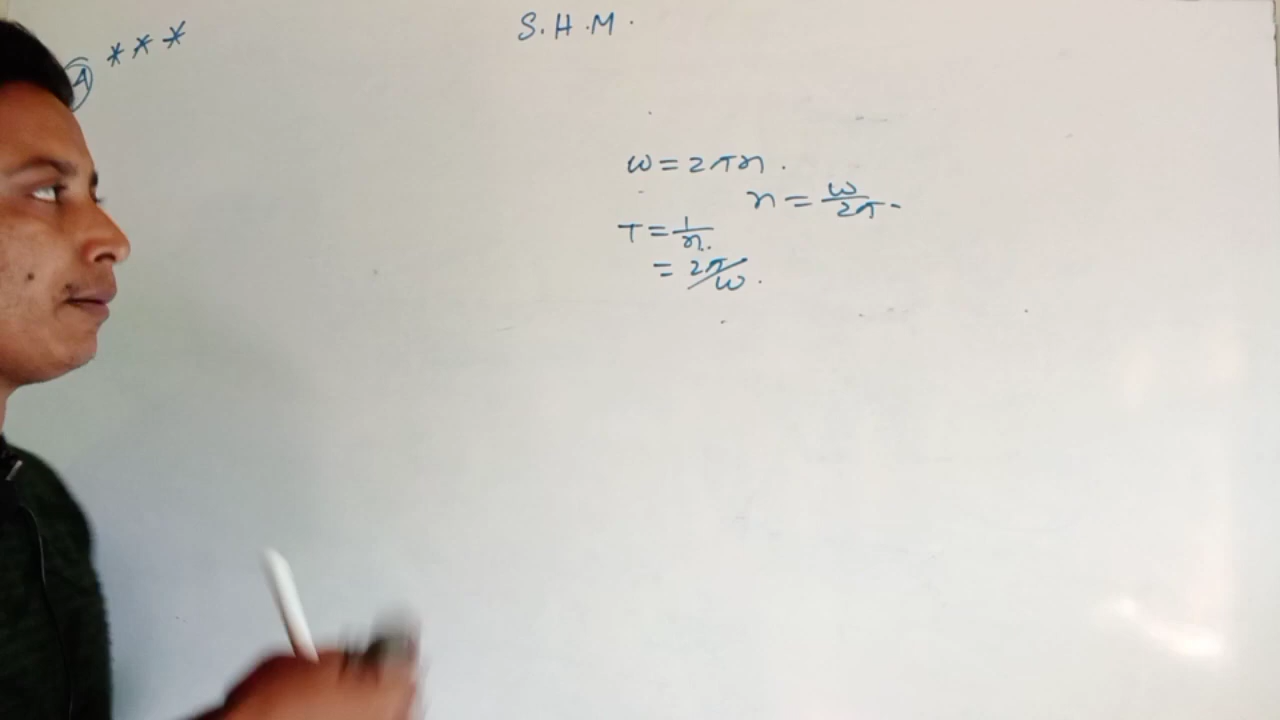 S.H.M.
A ***
ω = 2πn.
n = ω/2π.
T = 1/n.
= 2π/ω.